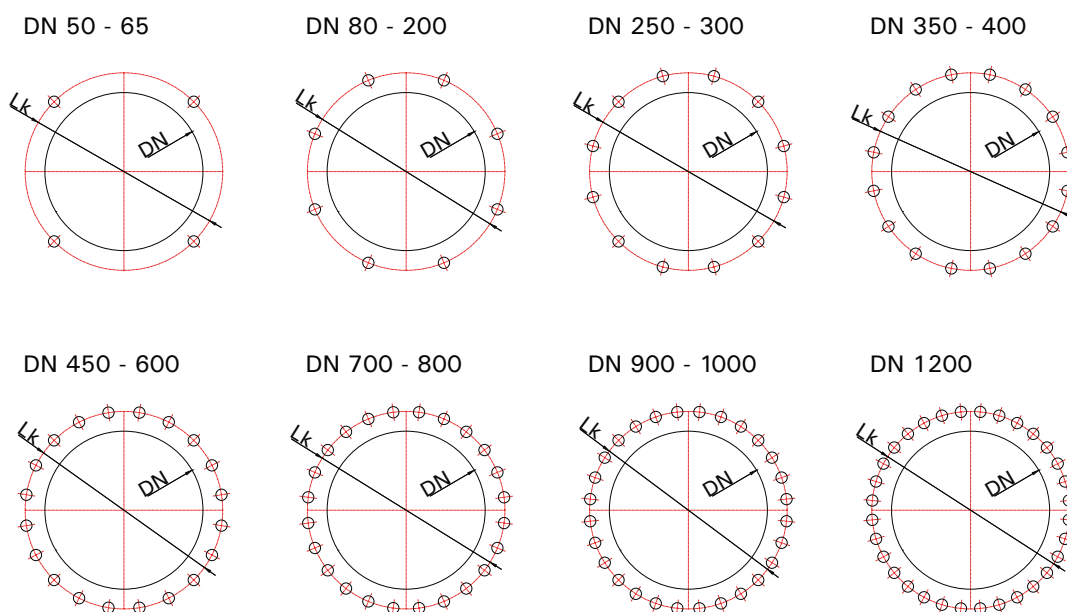 DN 50 - 65
DN 80 - 200
DN 250 - 300
DN 350 - 400
Lk
DN
Lk
DN
Lk
DN
Lk
DN
DN 450 - 600
DN 700 - 800
DN 900 - 1000
DN 1200
Lk
DN
Lk
DN
Lk
DN
Lk
DN